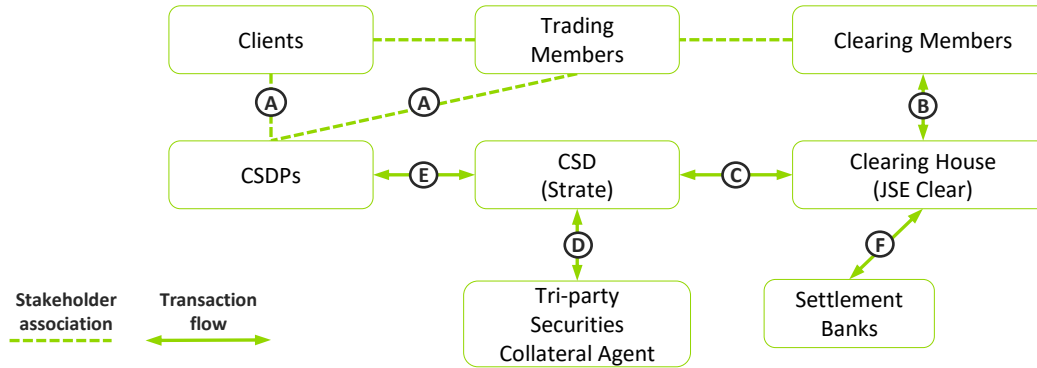 Clients
Trading
Members
Clearing Members
A
A
B
CSDPs
E
CSD
(Strate)
C
Clearing House
(JSE Clear)
D
F
Stakeholder
association
Transaction
flow
Tri-party
Securities
Collateral Agent
Settlement
Banks